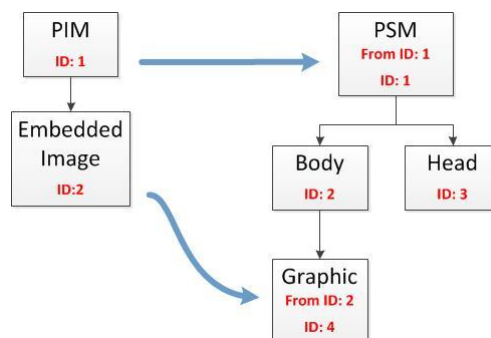 PIM
ID: 1
Embedded
Image
ID:2
PSM
From ID: 1
ID: 1
Body
ID: 2
Head
ID: 3
Graphic
From ID: 2
ID: 4